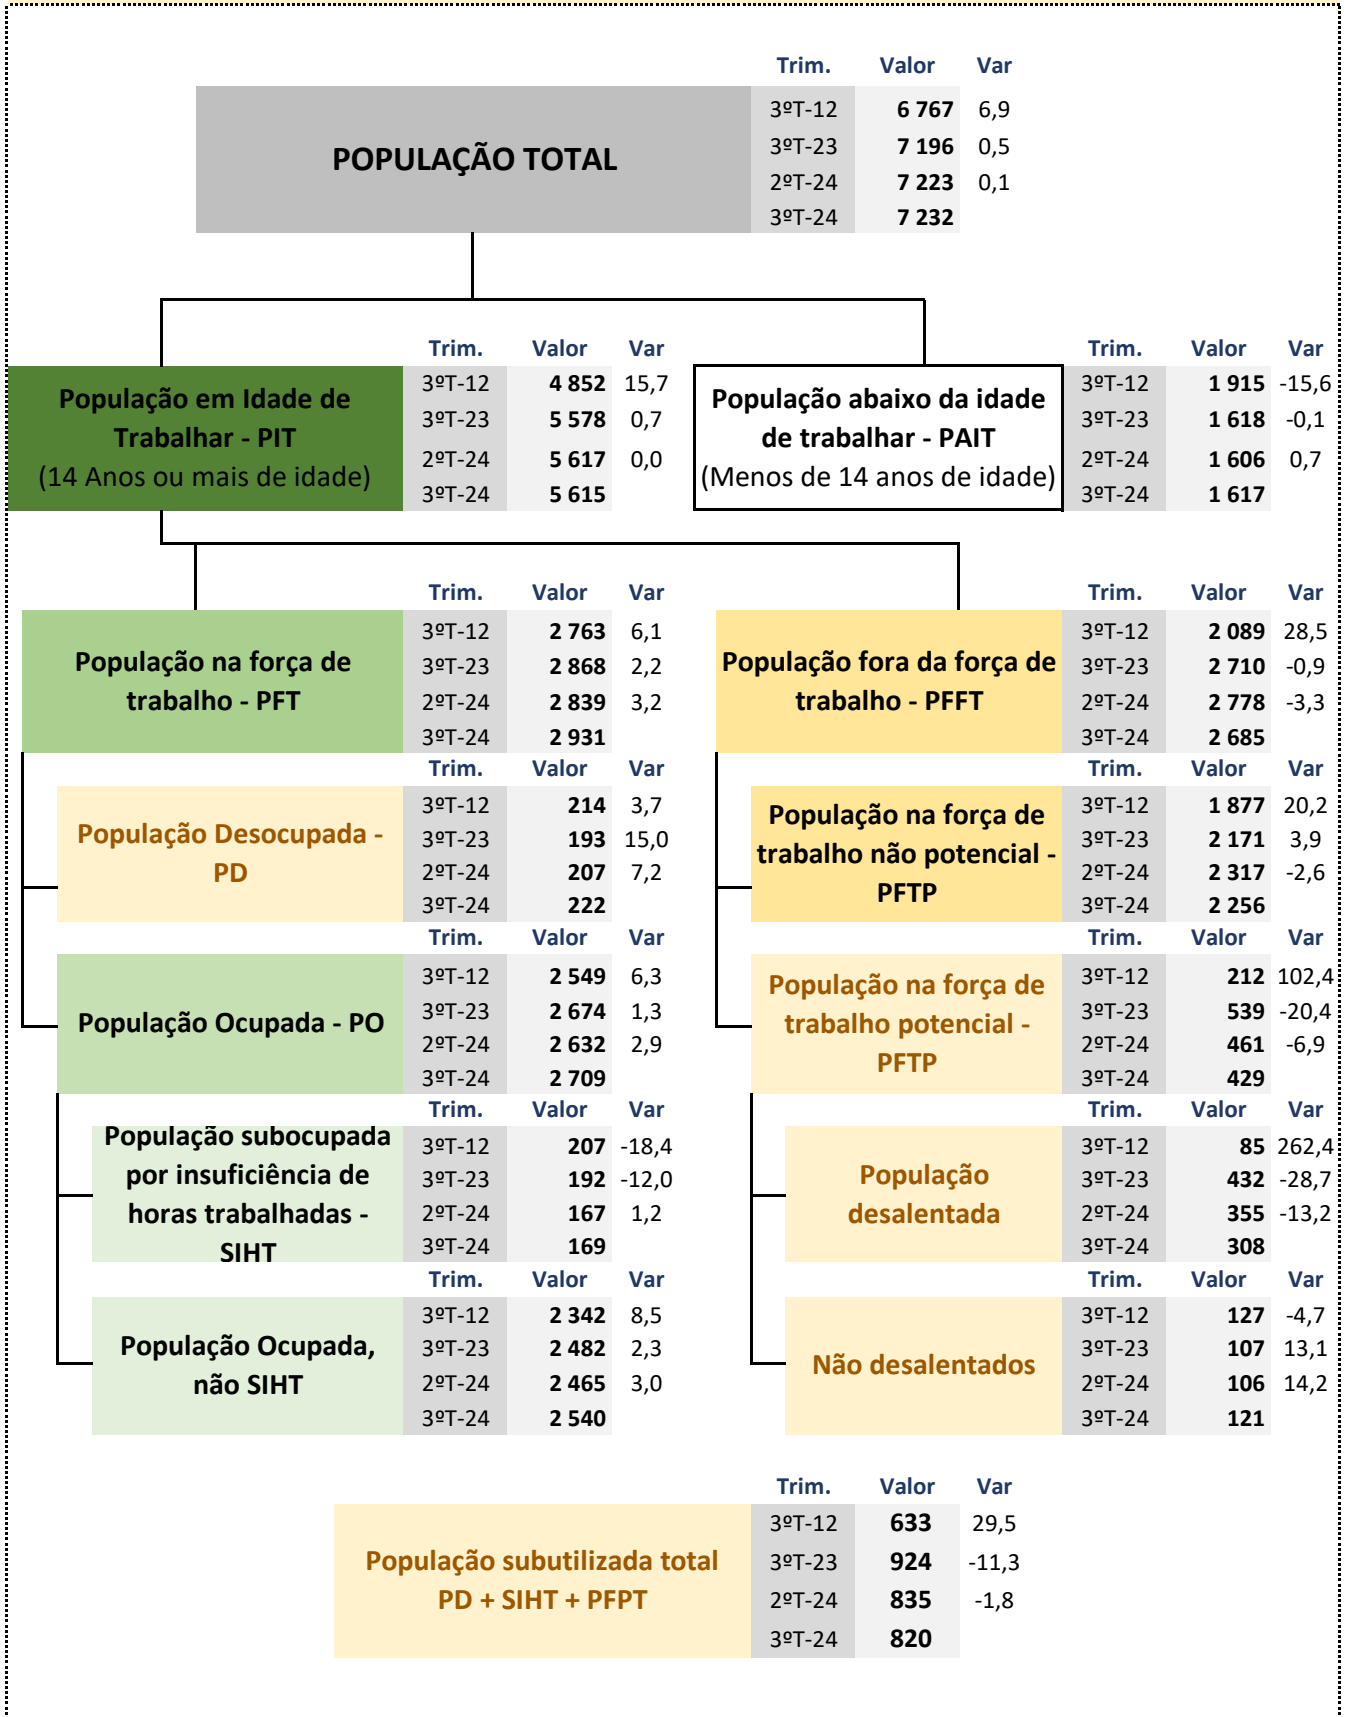 Trim. Valor Var
POPULAÇÃO TOTAL
3ºT-12 6 767 6,9
3ºT-23 7 196 0,5
2ºT-24 7 223 0,1
3ºT-24 7 232
Trim. Valor Var
População em Idade de
Trabalhar - PIT
(14 Anos ou mais de idade)
3ºT-12 4 852 15,7
3ºT-23 5 578 0,7
2ºT-24 5 617 0,0
3ºT-24 5 615
Trim. Valor Var
População abaixo da idade
de trabalhar - PAIT
(Menos de 14 anos de idade)
3ºT-12 1 915 -15,6
3ºT-23 1 618 -0,1
2ºT-24 1 606 0,7
3ºT-24 1 617
Trim. Valor Var
População na força de
trabalho - PFT
3ºT-12 2 763 6,1
3ºT-23 2 868 2,2
2ºT-24 2 839 3,2
3ºT-24 2 931
Trim. Valor Var
População Desocupada -
PD
3ºT-12 214 3,7
3ºT-23 193 15,0
2ºT-24 207 7,2
3ºT-24 222
Trim. Valor Var
População Ocupada - PO
3ºT-12 2 549 6,3
3ºT-23 2 674 1,3
2ºT-24 2 632 2,9
3ºT-24 2 709
Trim. Valor Var
População subocupada
por insuficiência de
horas trabalhadas -
SIHT
3ºT-12 207 -18,4
3ºT-23 192 -12,0
2ºT-24 167 1,2
3ºT-24 169
Trim. Valor Var
População Ocupada,
não SIHT
3ºT-12 2 342 8,5
3ºT-23 2 482 2,3
2ºT-24 2 465 3,0
3ºT-24 2 540
Trim. Valor Var
População fora da força de
trabalho - PFFT
3ºT-12 2 089 28,5
3ºT-23 2 710 -0,9
2ºT-24 2 778 -3,3
3ºT-24 2 685
Trim. Valor Var
População na força de
trabalho não potencial -
PFTP
3ºT-12 1 877 20,2
3ºT-23 2 171 3,9
2ºT-24 2 317 -2,6
3ºT-24 2 256
Trim. Valor Var
População na força de
trabalho potencial -
PFTP
3ºT-12 212 102,4
3ºT-23 539 -20,4
2ºT-24 461 -6,9
3ºT-24 429
Trim. Valor Var
População
desalentada
3ºT-12 85 262,4
3ºT-23 432 -28,7
2ºT-24 355 -13,2
3ºT-24 308
Trim. Valor Var
Não desalentados
3ºT-12 127 -4,7
3ºT-23 107 13,1
2ºT-24 106 14,2
3ºT-24 121
Trim. Valor Var
População subutilizada total
PD + SIHT + PFPT
3ºT-12 633 29,5
3ºT-23 924 -11,3
2ºT-24 835 -1,8
3ºT-24 820